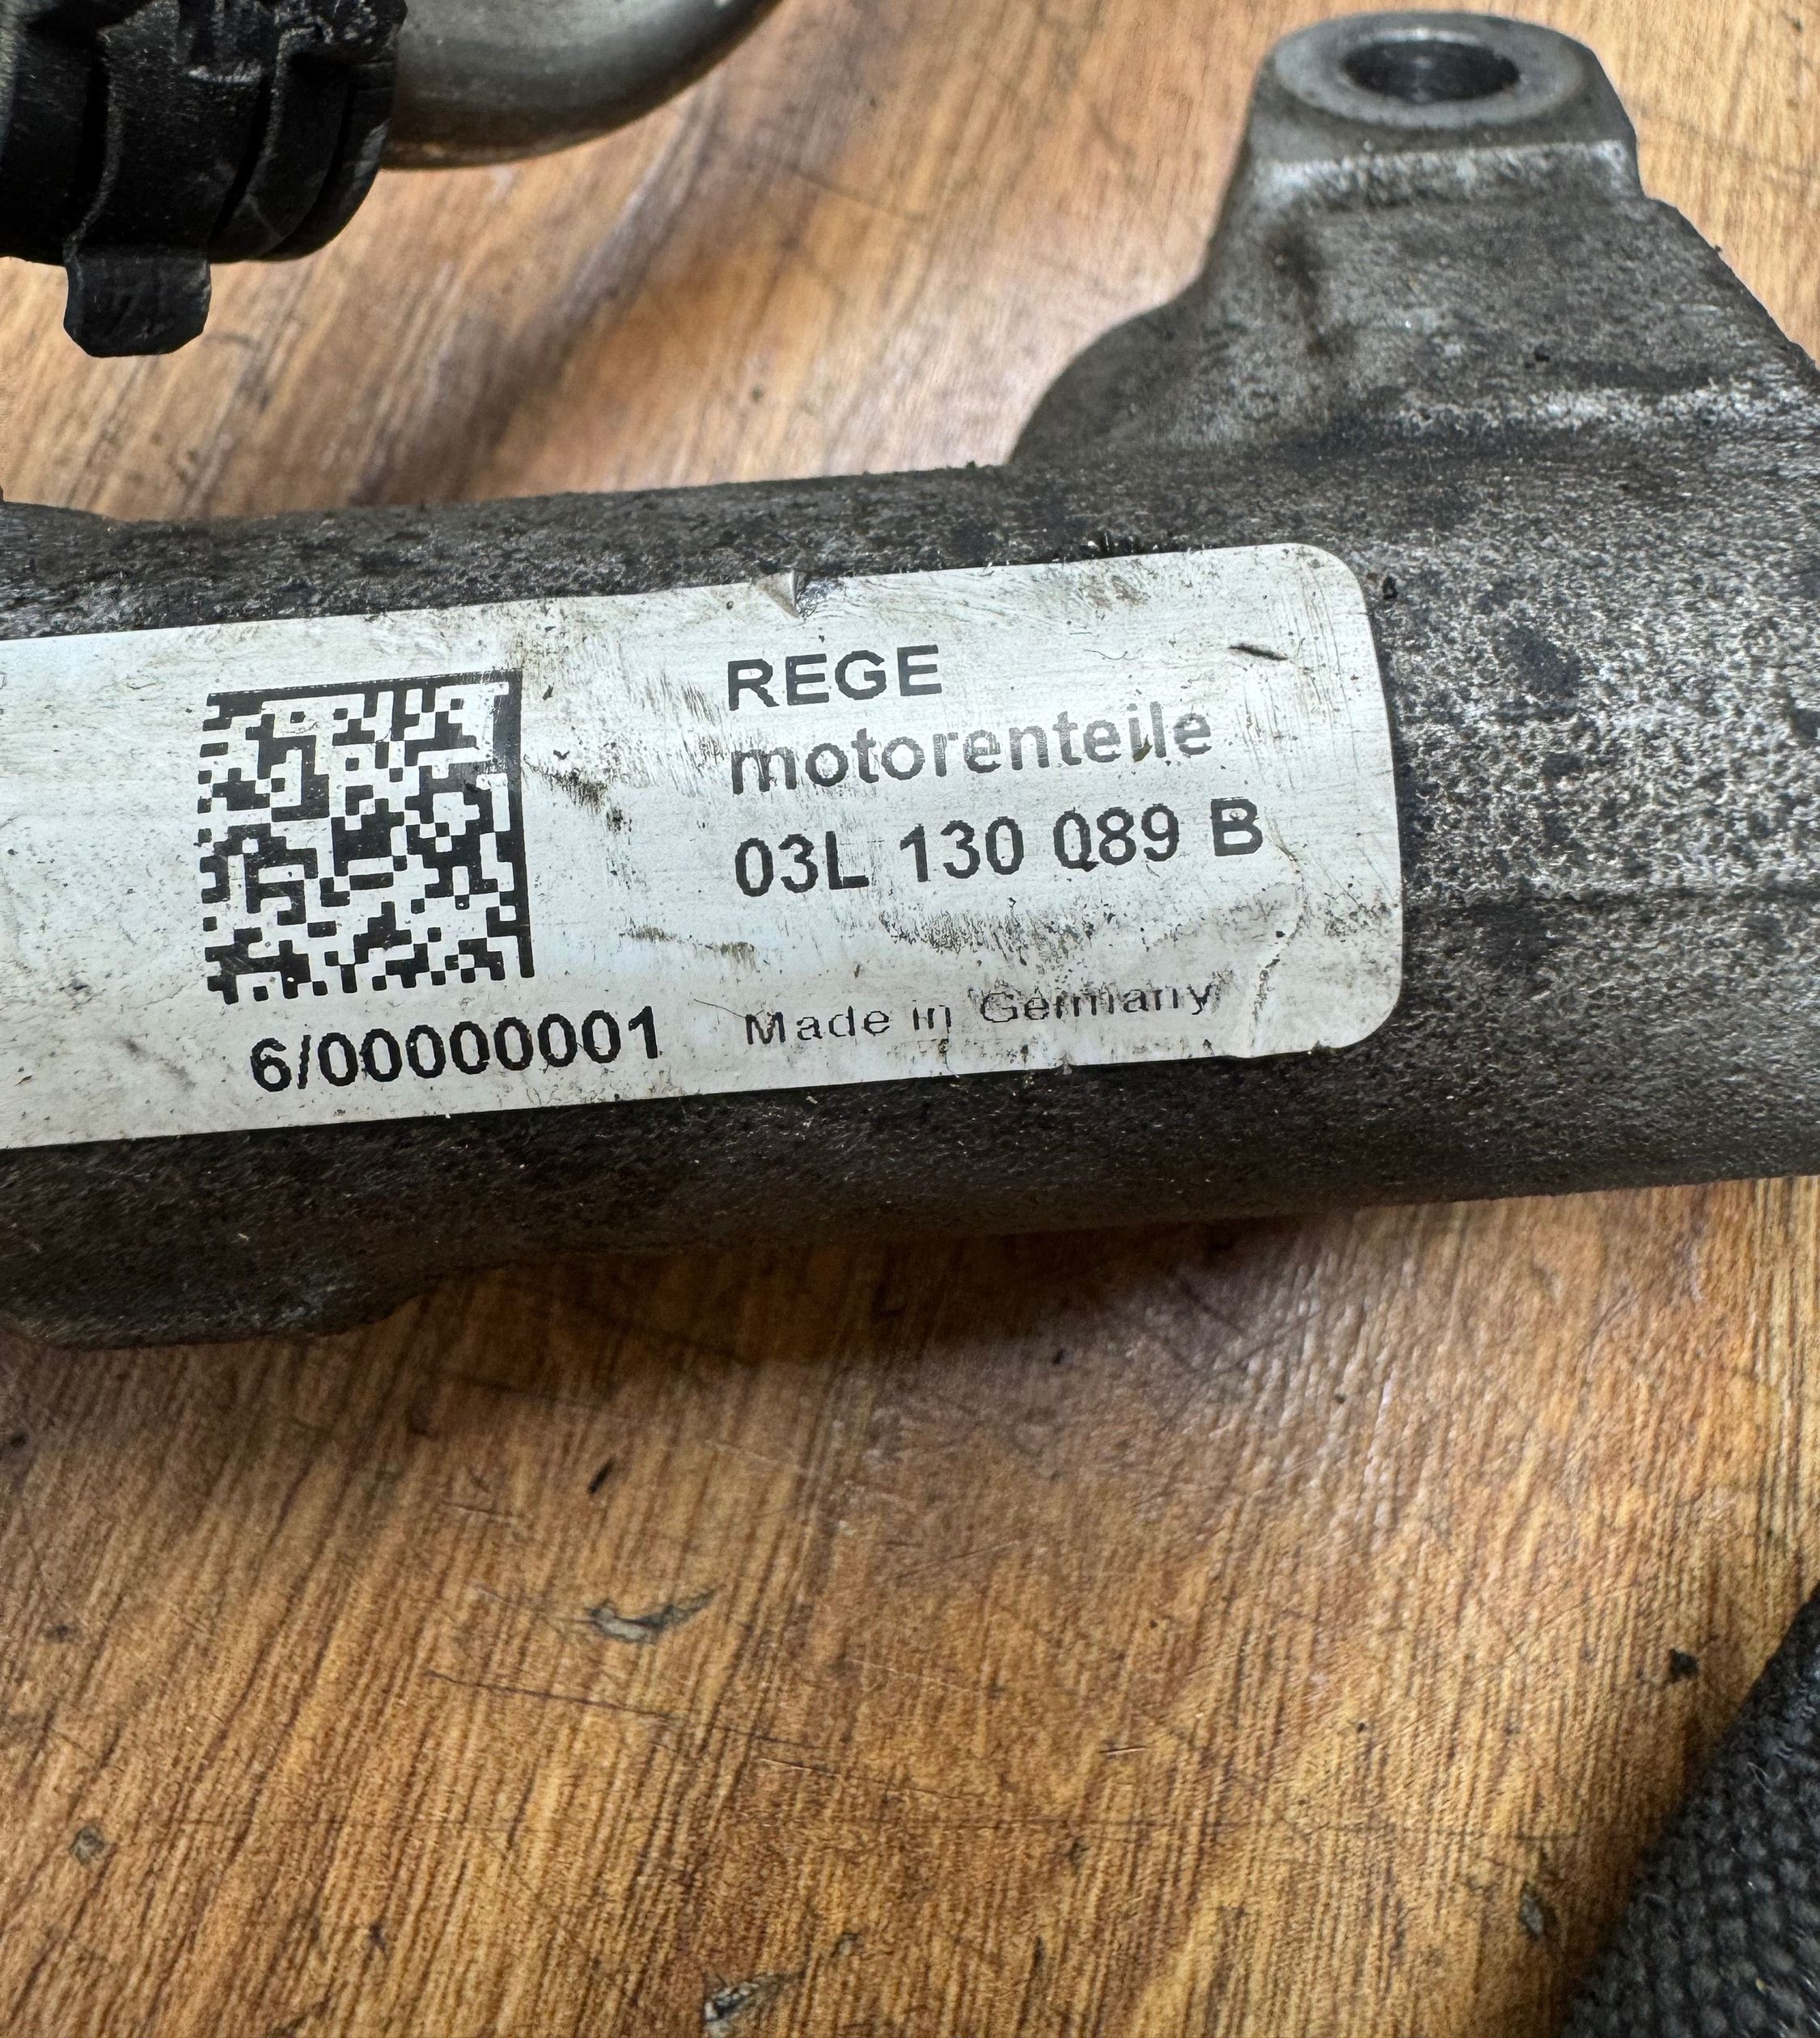 REGE
motorenteile
03L 130 089 B
6/00000001
Made in Germany